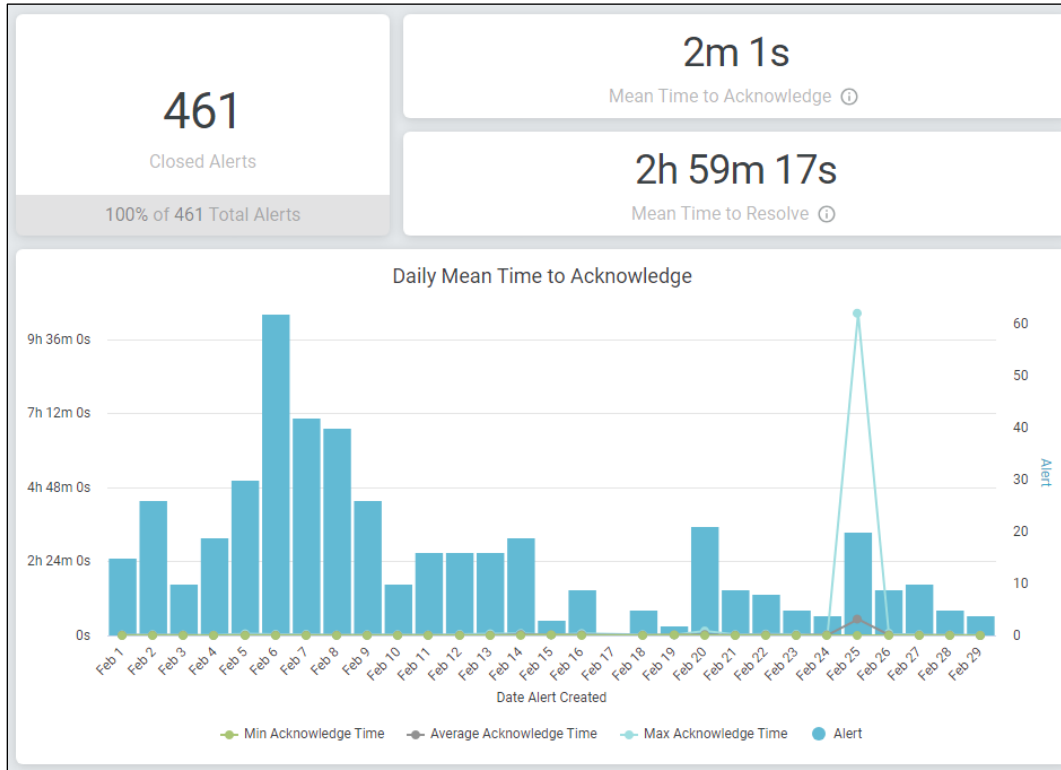 461
Closed Alerts
100% of 461 Total Alerts
2m 1s
Mean Time to Acknowledge
2h 59m 17s
Mean Time to Resolve
Daily Mean Time to Acknowledge
9h 36m 0s
7h 12m 0s
4h 48m 0s
2h 24m 0s
0s
60
50
40
30
20
10
0
Alert
Feb 1
Feb 2
Feb 3
Feb 4
Feb 5
Feb 6
Feb 7
Feb 8
Feb 9
Feb 10
Feb 11
Feb 12
Feb 13
Feb 14
Feb 15
Feb 16
Feb 17
Feb 18
Feb 19
Feb 20
Feb 21
Feb 22
Feb 23
Feb 24
Feb 25
Feb 26
Feb 27
Feb 28
Feb 29
Date Alert Created
Min Acknowledge Time
Average Acknowledge Time
Max Acknowledge Time
Alert